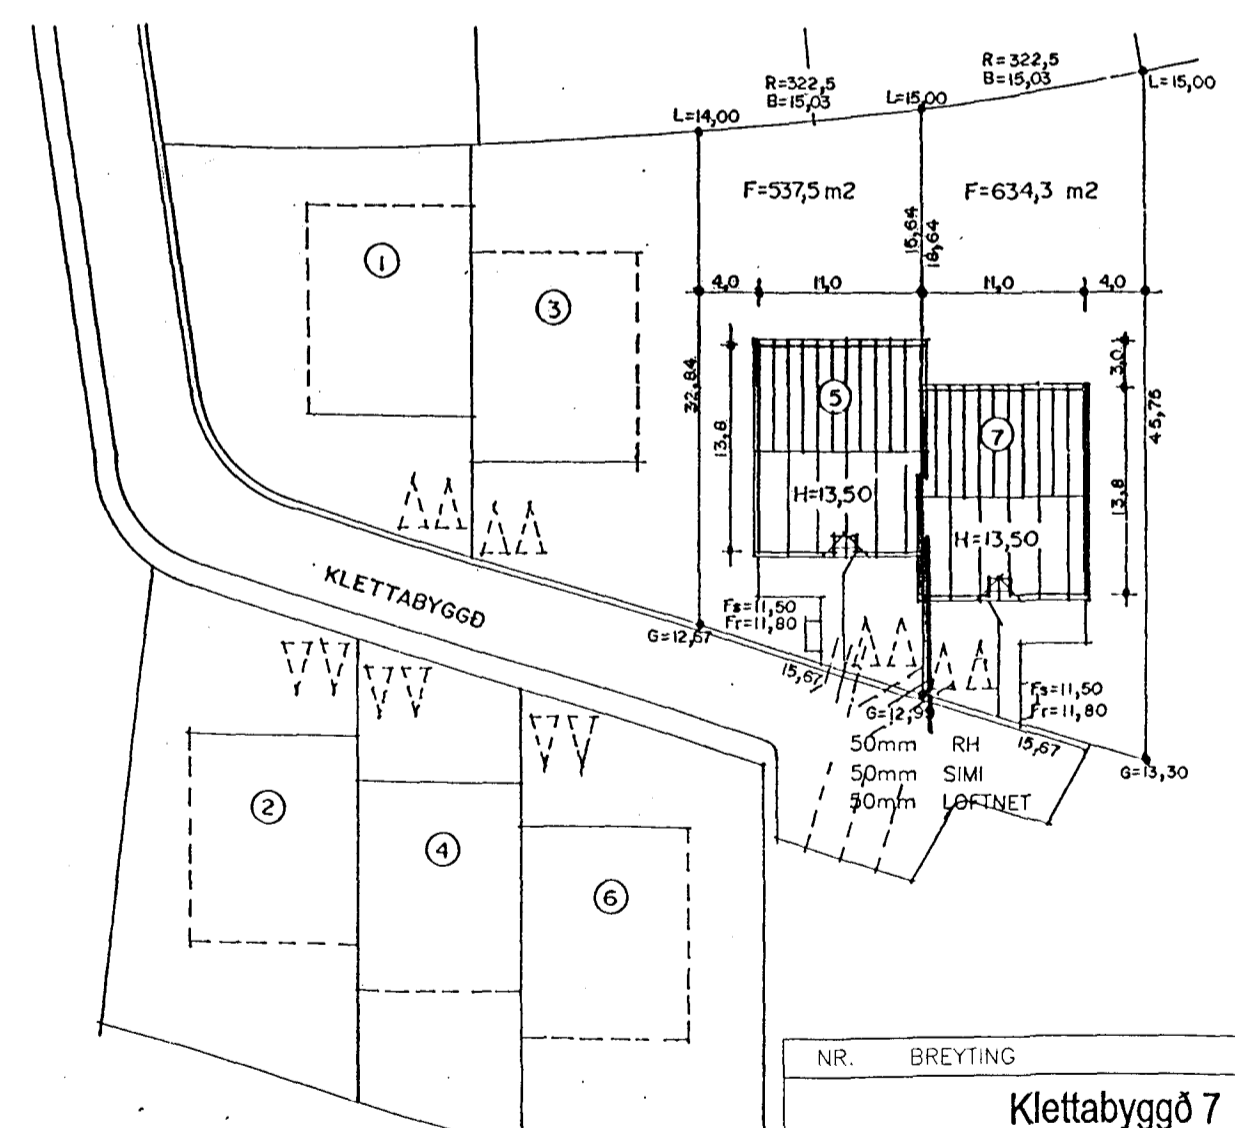 R=322,5
B=15,03
L=15,00
R=322,5
B=15,03
L=15,00
L=14,00
F=537,5 m2
F=634,3 m2
15,64
18,64
1
3
4,0
11,0
11,0
4,0
32,84
13,8
5
7
3,0
45,75
13,8
H=13,50
H=13,50
KLETTABYGGÐ
Fs=11,50
Fr=11,80
G=12,67
15,67
Fs=11,50
Fr=11,80
G=12,9
15,67
G=13,30
50mm RH
50mm SIMI
50mm LOFTNET
2
4
6
NR. BREYTING
Klettabyggð 7